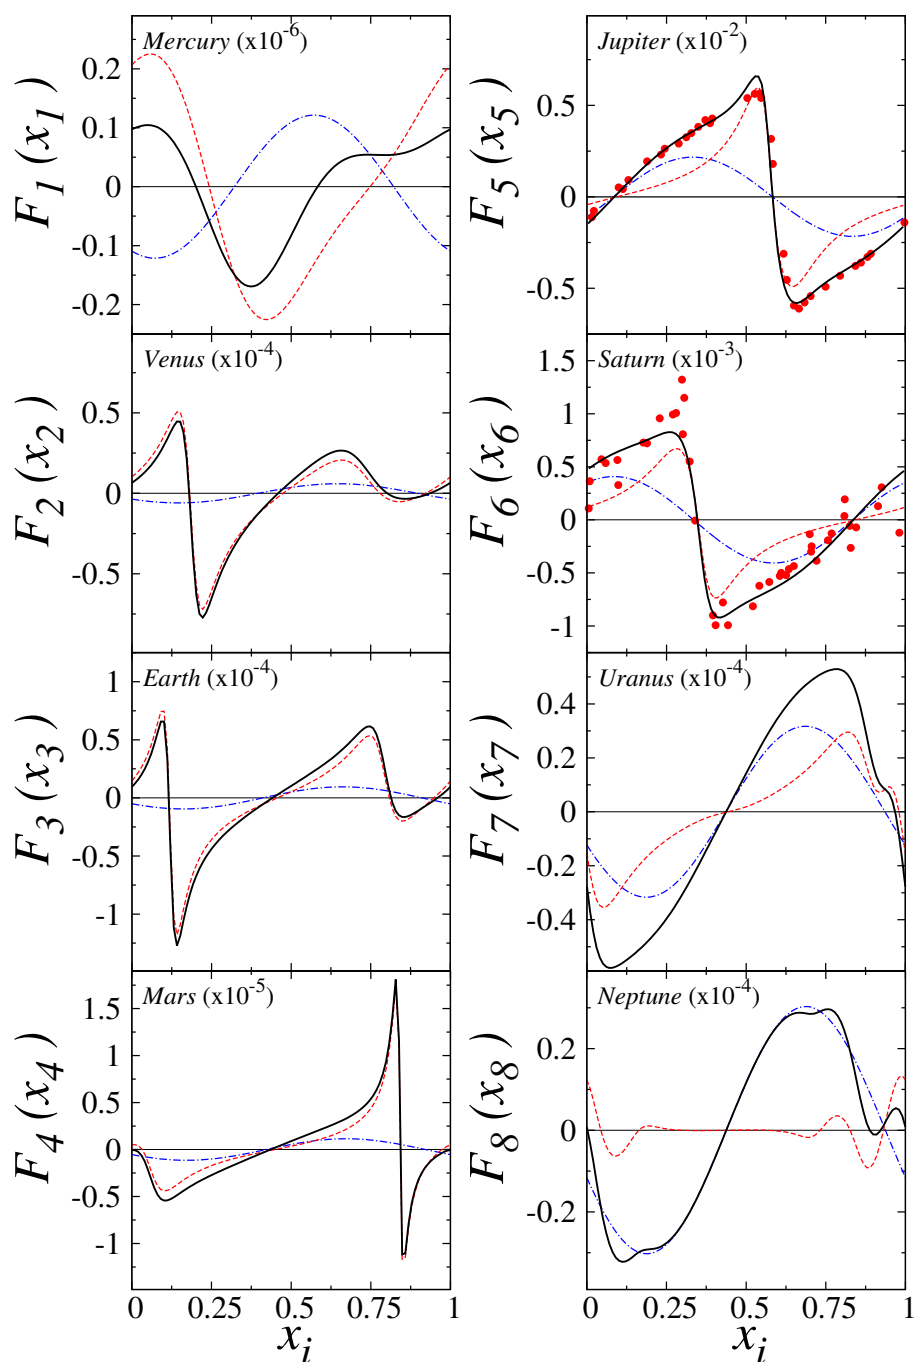 Mercury (x10-6)
0.2
0.1
0
-0.1
-0.2
F1 (x1)
Jupiter (x10-2)
0.5
0
-0.5
F5 (x5)
Venus (x10-4)
0.5
0
-0.5
F2 (x2)
Saturn (x10-3)
1.5
1
0.5
0
-0.5
-1
F6 (x6)
Earth (x10-4)
1
0.5
0
-0.5
-1
F3 (x3)
Uranus (x10-4)
0.4
0.2
0
-0.2
-0.4
F7 (x7)
Mars (x10-5)
1.5
1
0.5
0
-0.5
-1
F4 (x4)
0 0.25 0.5 0.75 1
xi
Neptune (x10-4)
0.2
0
-0.2
F8 (x8)
0 0.25 0.5 0.75 1
xi